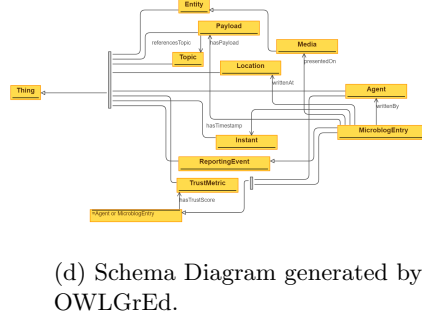 Entity
Payload
referencesTopic
hasPayload
Media
Topic
Location
presentedOn
writtenAt
Agent
Thing
writtenBy
hasTimestamp
MicroblogEntry
Instant
ReportingEvent
TrustMetric
hasTrustScore
=Agent or MicroblogEntry
(d) Schema Diagram generated by
OWLGrEd.